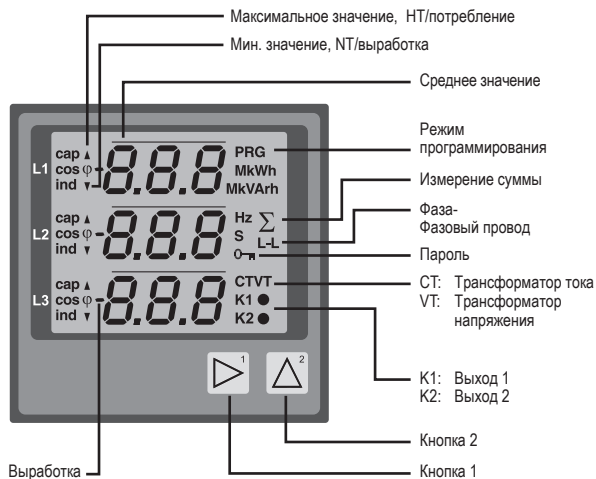 Максимальное значение, НТ/потребление
Мин. значение, NT/выработка
Среднее значение
Режим
программирования
Измерение суммы
Фаза-
Фазовый провод
Пароль
CT: Трансформатор тока
VT: Трансформатор
напряжения
K1: Выход 1
K2: Выход 2
Кнопка 2
Кнопка 1
Выработка
L1
cap ▲
cos φ
ind ▼
8.8.8
PRG
MkWh
MkVArh
L2
cap ▲
cos φ
ind ▼
8.8.8
Hz Σ
S
L-L
L3
cap ▲
cos φ
ind ▼
8.8.8
CTVT
K1 ●
K2 ●
1
2